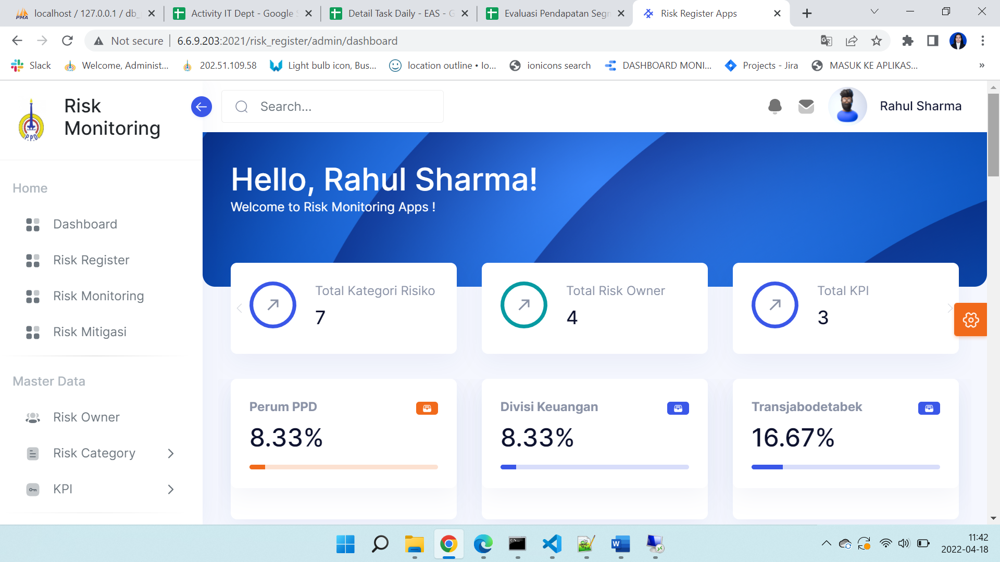 localhost / 127.0.0.1 / db_
Activity IT Dept - Google S
Detail Task Daily - EAS - G
Evaluasi Pendapatan Segm
Risk Register Apps
Not secure
6.6.9.203:2021/risk_register/admin/dashboard
Slack
Welcome, Administ...
202.51.109.58
Light bulb icon, Bus...
location outline • Io...
ionicons search
DASHBOARD MONI...
Projects - Jira
MASUK KE APLIKAS...
»
P.P.D
Risk
Monitoring
Search...
Rahul Sharma
Hello, Rahul Sharma!
Welcome to Risk Monitoring Apps !
Home
Dashboard
Risk Register
Risk Monitoring
Risk Mitigasi
Master Data
Risk Owner
Risk Category
KPI
Total Kategori Risiko
7
Total Risk Owner
4
Total KPI
3
Perum PPD
8.33%
Divisi Keuangan
8.33%
Transjabodetabek
16.67%
11:42
2022-04-18